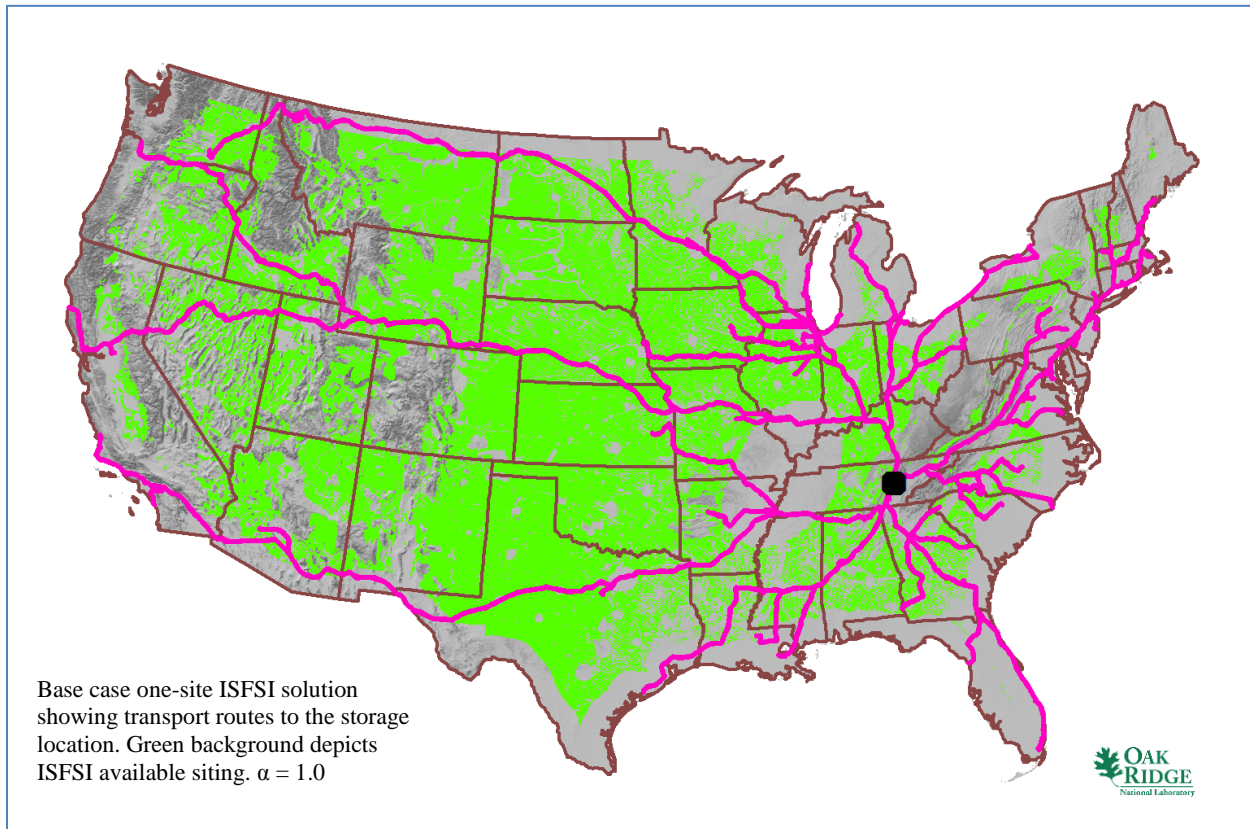 Base case one-site ISFSI solution
showing transport routes to the storage
location. Green background depicts
ISFSI available siting. α = 1.0
OAK
RIDGE
National Laboratory